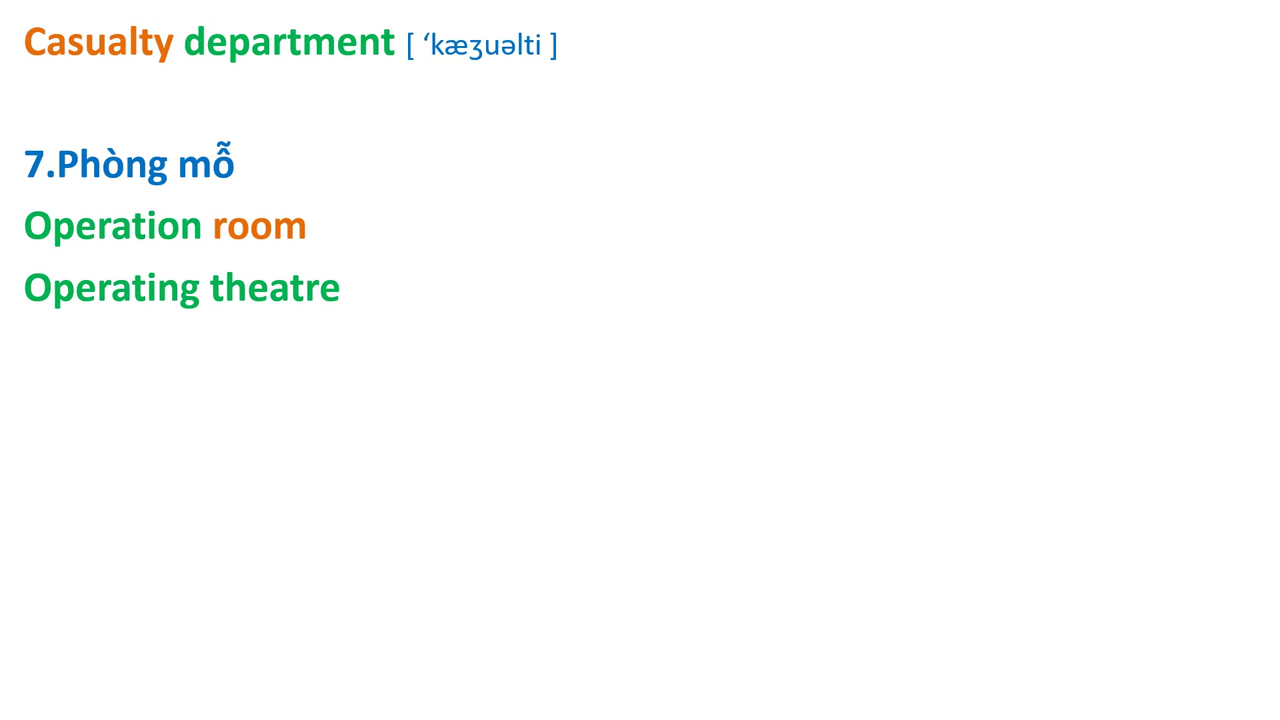 Casualty department [ ‘kæʒuəlti ]
7.Phòng mỗ
Operation room
Operating theatre